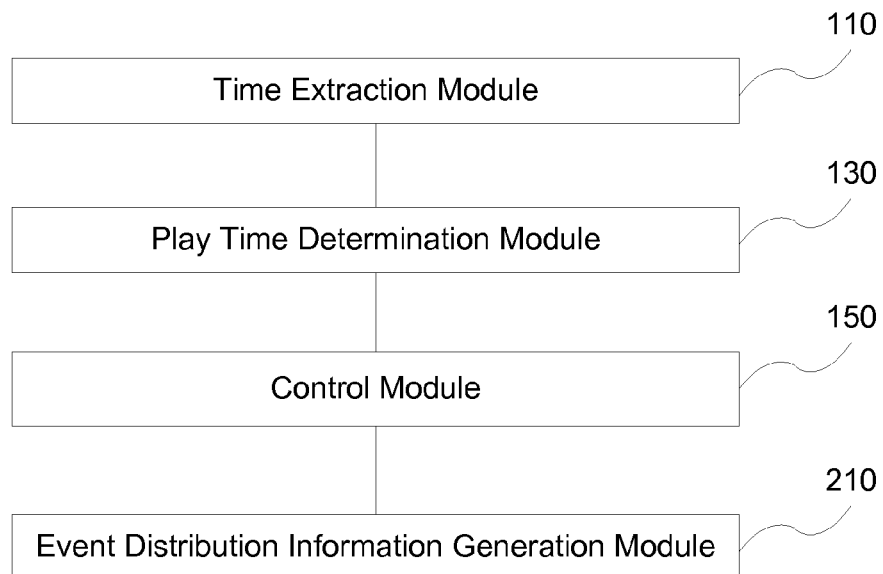 110
Time Extraction Module
130
Play Time Determination Module
150
Control Module
210
Event Distribution Information Generation Module